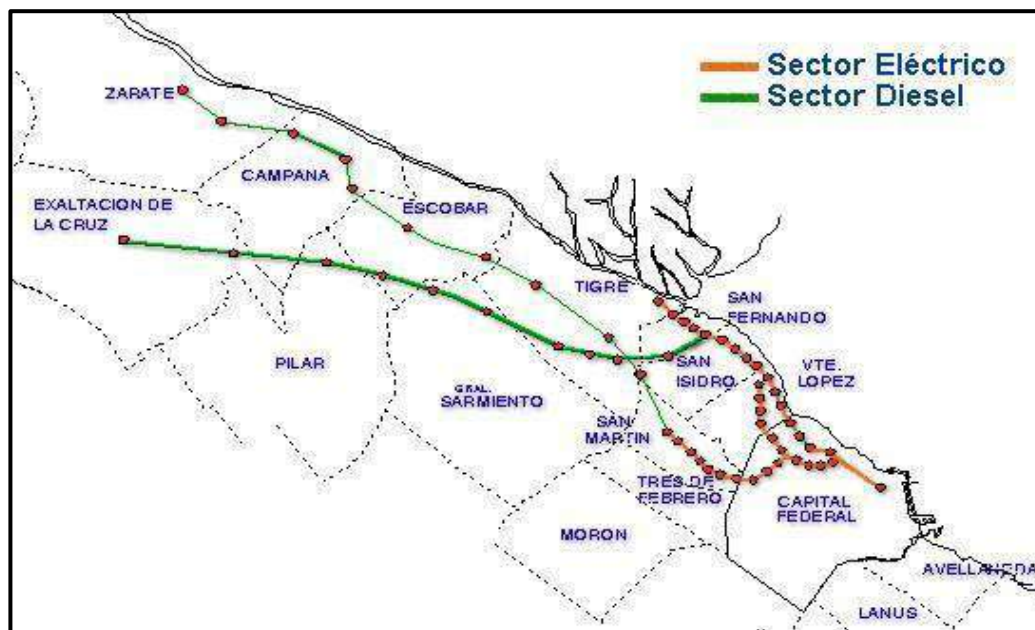 Sector Eléctrico
Sector Diesel
ZARATE
CAMPANA
ESCOBAR
EXALTACION DE
LA CRUZ
TIGRE
SAN
FERNANDO
PILAR
SAN
ISIDRO
VTE.
LOPEZ
GRAL.
SARMIENTO
SAN
MARTIN
TRES DE
FEBRERO
CAPITAL
FEDERAL
MORON
AVELLANEDA
LANUS